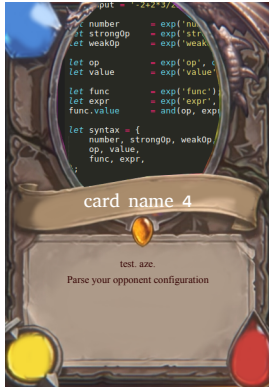 let number = exp('nu
let strongOp = exp('str
let weakOp = exp('weak
let op = exp('op',
let value = exp('value'
let func = exp('func');
let expr = exp('expr',
func.value = and(op, expr
let syntax = {
number, strongOp, weakOp,
op, value,
func, expr,
card name 4
test. aze.
Parse your opponent configuration